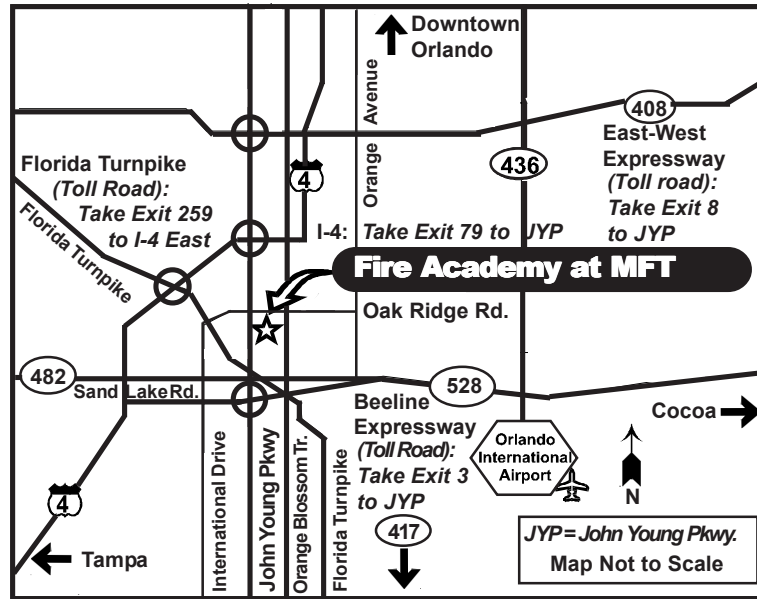 Downtown
Orlando
Orange Avenue
408
East-West
Expressway
(Toll road):
Take Exit 8
to JYP
436
Florida Turnpike
(Toll Road):
Take Exit 259
to I-4 East
Florida Turnpike
4
I-4: Take Exit 79 to JYP
Fire Academy at MFT
Oak Ridge Rd.
482
Sand Lake Rd.
528
Beeline
Expressway
(Toll Road):
Take Exit 3
to JYP
Cocoa
Orlando
International
Airport
N
4
Tampa
International Drive
John Young Pkwy
Orange Blossom Tr.
Florida Turnpike
417
JYP = John Young Pkwy.
Map Not to Scale